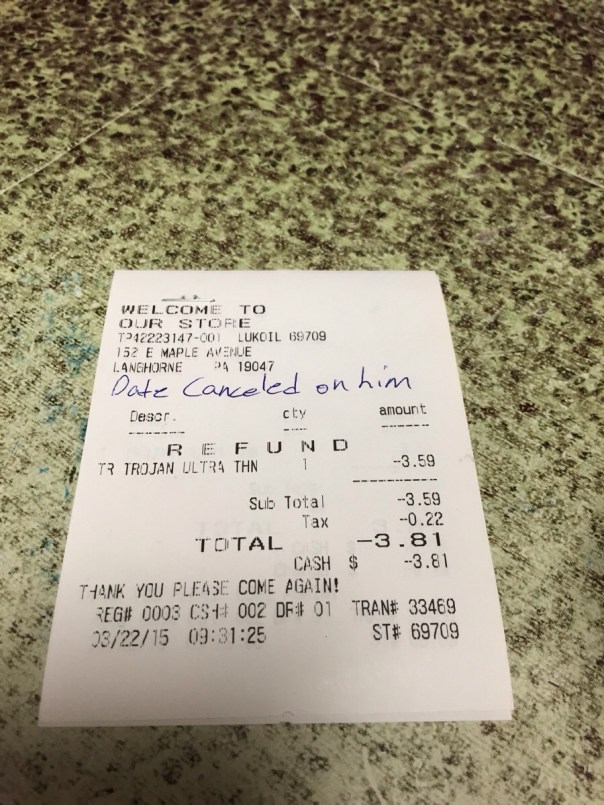 WELCOME TO
OUR STORE
TP42223147-001 LUKOIL 69709
152 E MAPLE AVENUE
LANGHORNE PA 19047
Date Canceled on him
Descr. qty amount
REFUND
TR TROJAN ULTRA THN 1 -3.59
Sub Total -3.59
Tax -0.22
TOTAL -3.81
CASH $ -3.81
THANK YOU PLEASE COME AGAIN!
REG# 0003 CSH# 002 DR# 01 TRAN# 33469
03/22/15 09:31:25 ST# 69709